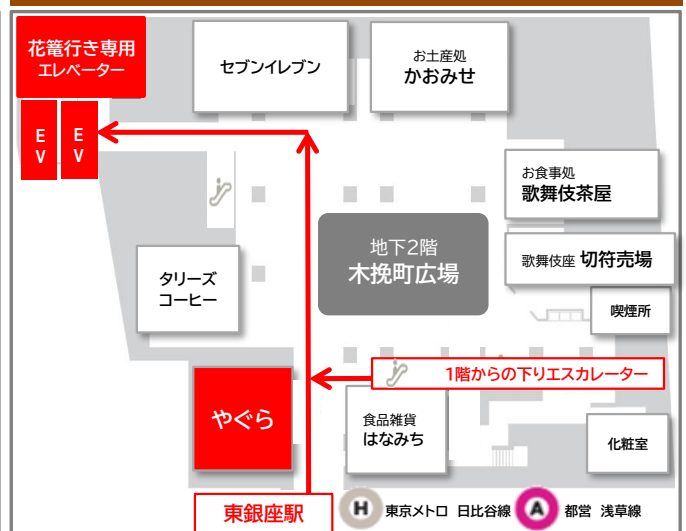 花篭行き専用
エレベーター
EV
EV
セブンイレブン
お土産処
かおみせ
お食事処
歌舞伎茶屋
地下2階
木挽町広場
歌舞伎座 切符売場
タリーズ
コーヒー
喫煙所
1階からの下りエスカレーター
やぐら
食品雑貨
はなみち
化粧室
東銀座駅
H 東京メトロ 日比谷線 A 都営 浅草線